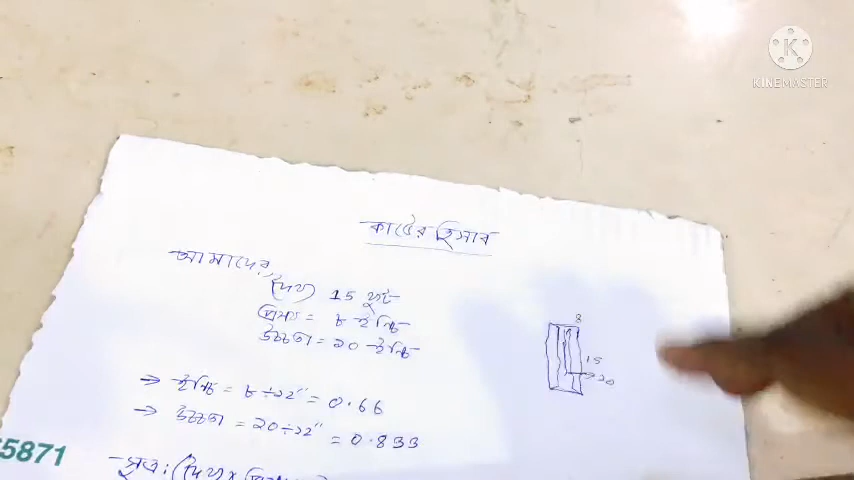 KINEMASTER
কাঠের হিসাব
আমাদের,
দৈর্ঘ্য 15 ফুট
প্রস্থ = ৮ ইঞ্চি
উচ্চতা = ১০ ইঞ্চি
8
15
→ 10
⇒ ইঞ্চি = ৮ ÷ ১২" = 0.66
→ উচ্চতা = ১০ ÷ ১২" = 0.833
5871
সূত্র: (দৈর্ঘ্য x